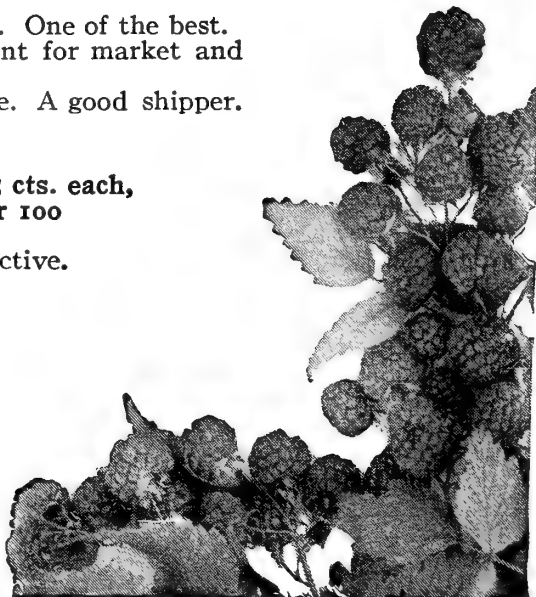 . One of the best.
nt for market and
e. A good shipper.
cts. each,
r 100
ctive.